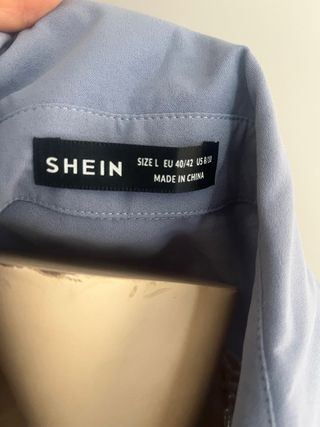 SHEIN
SIZE L EU 40/42 US 8/10
MADE IN CHINA